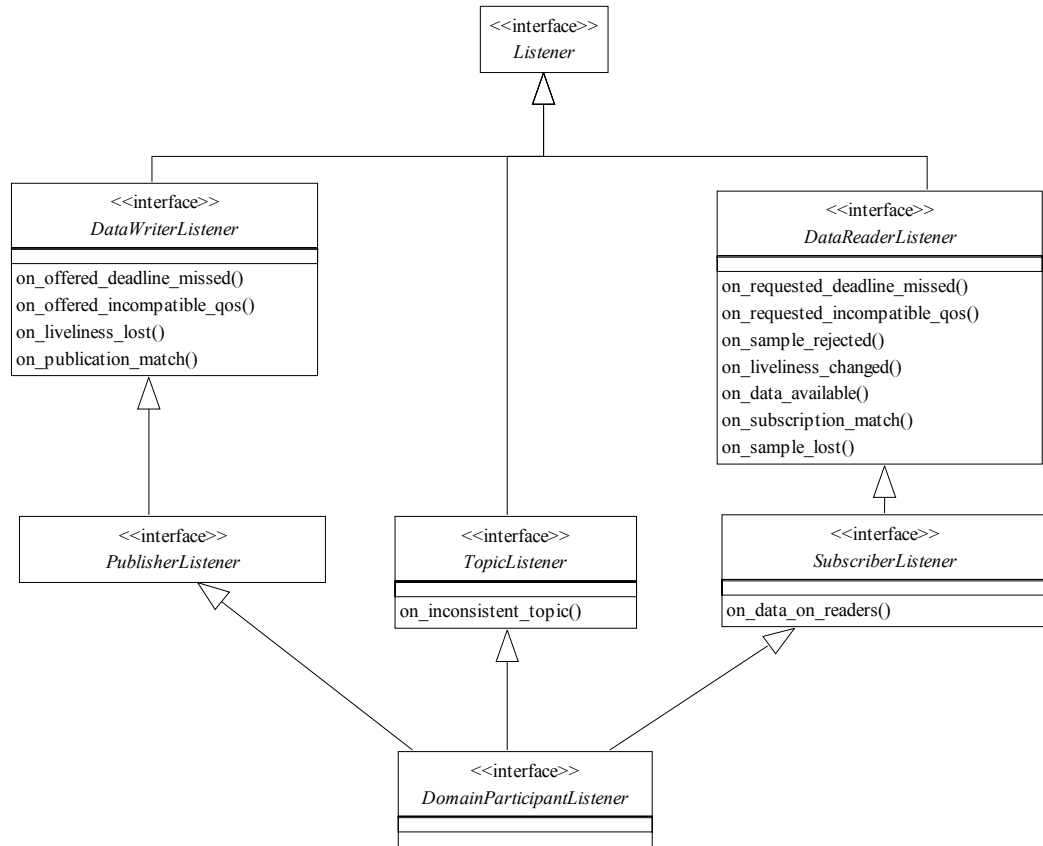 <<interface>>
Listener
<<interface>>
DataWriterListener
on_offered_deadline_missed()
on_offered_incompatible_qos()
on_liveliness_lost()
on_publication_match()
<<interface>>
DataReaderListener
on_requested_deadline_missed()
on_requested_incompatible_qos()
on_sample_rejected()
on_liveliness_changed()
on_data_available()
on_subscription_match()
on_sample_lost()
<<interface>>
PublisherListener
<<interface>>
TopicListener
on_inconsistent_topic()
<<interface>>
SubscriberListener
on_data_on_readers()
<<interface>>
DomainParticipantListener